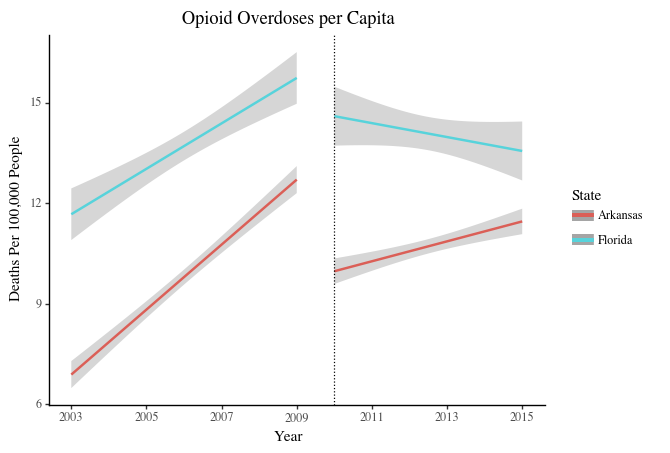 Opioid Overdoses per Capita
Deaths Per 100,000 People
15
12
9
6
2003 2005 2007 2009 2011 2013 2015
Year
State
Arkansas
Florida